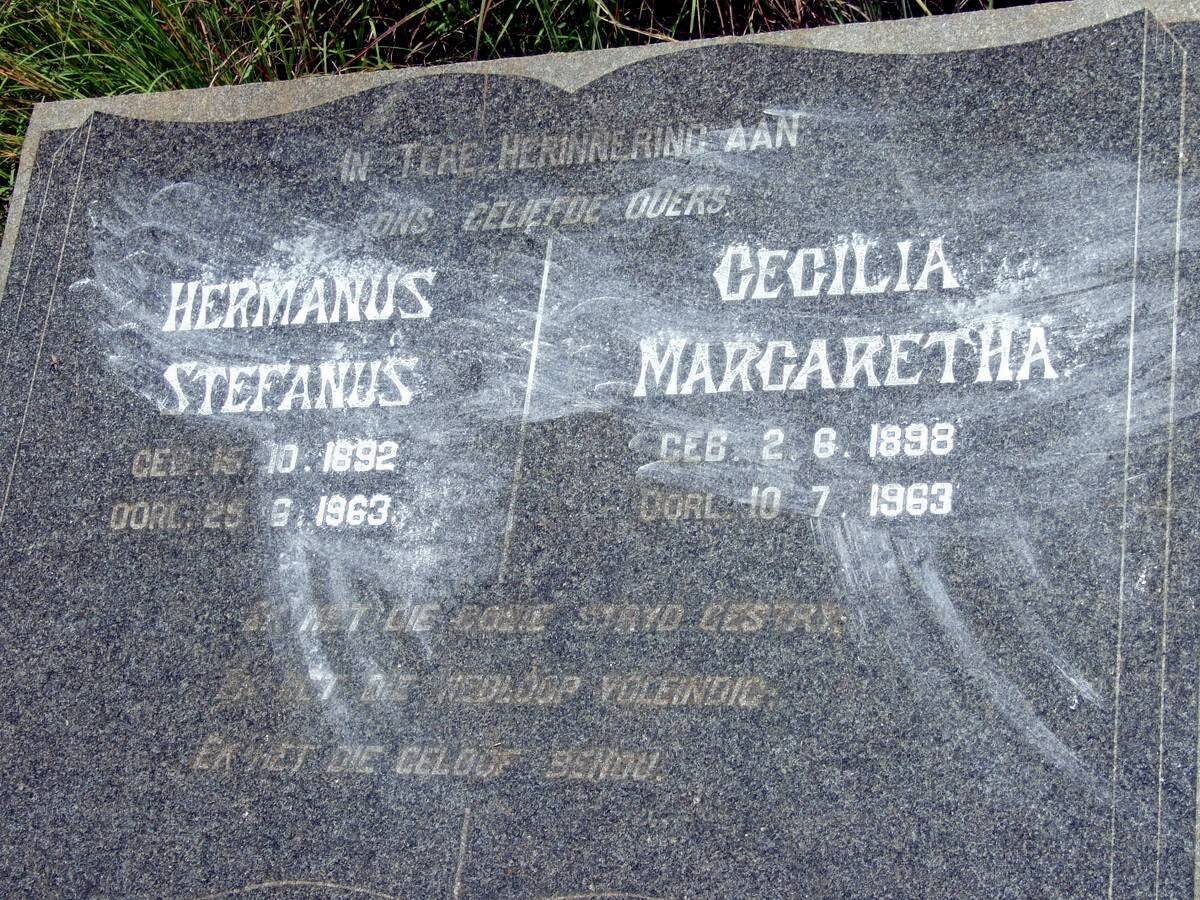 IN TERE HERINNERING AAN
ONS GELIEFDE OUERS.
HERMANUS
STEFANUS
GEB. 15. 10. 1892
OORL. 25. 9. 1963.
CECILIA
MARGARETHA
GEB. 2. 6. 1898
OORL. 10. 7. 1963
EK HET DIE GOEIE STRYD GESTRY,
EK HET DIE WEDLOOP VOLEINDIG,
EK HET DIE GELOOF BEHOU.